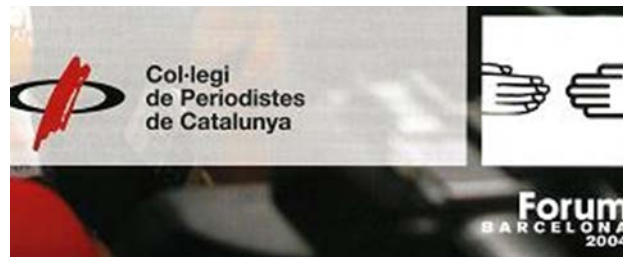 Col·legi
de Periodistes
de Catalunya
Forum
BARCELONA
2004